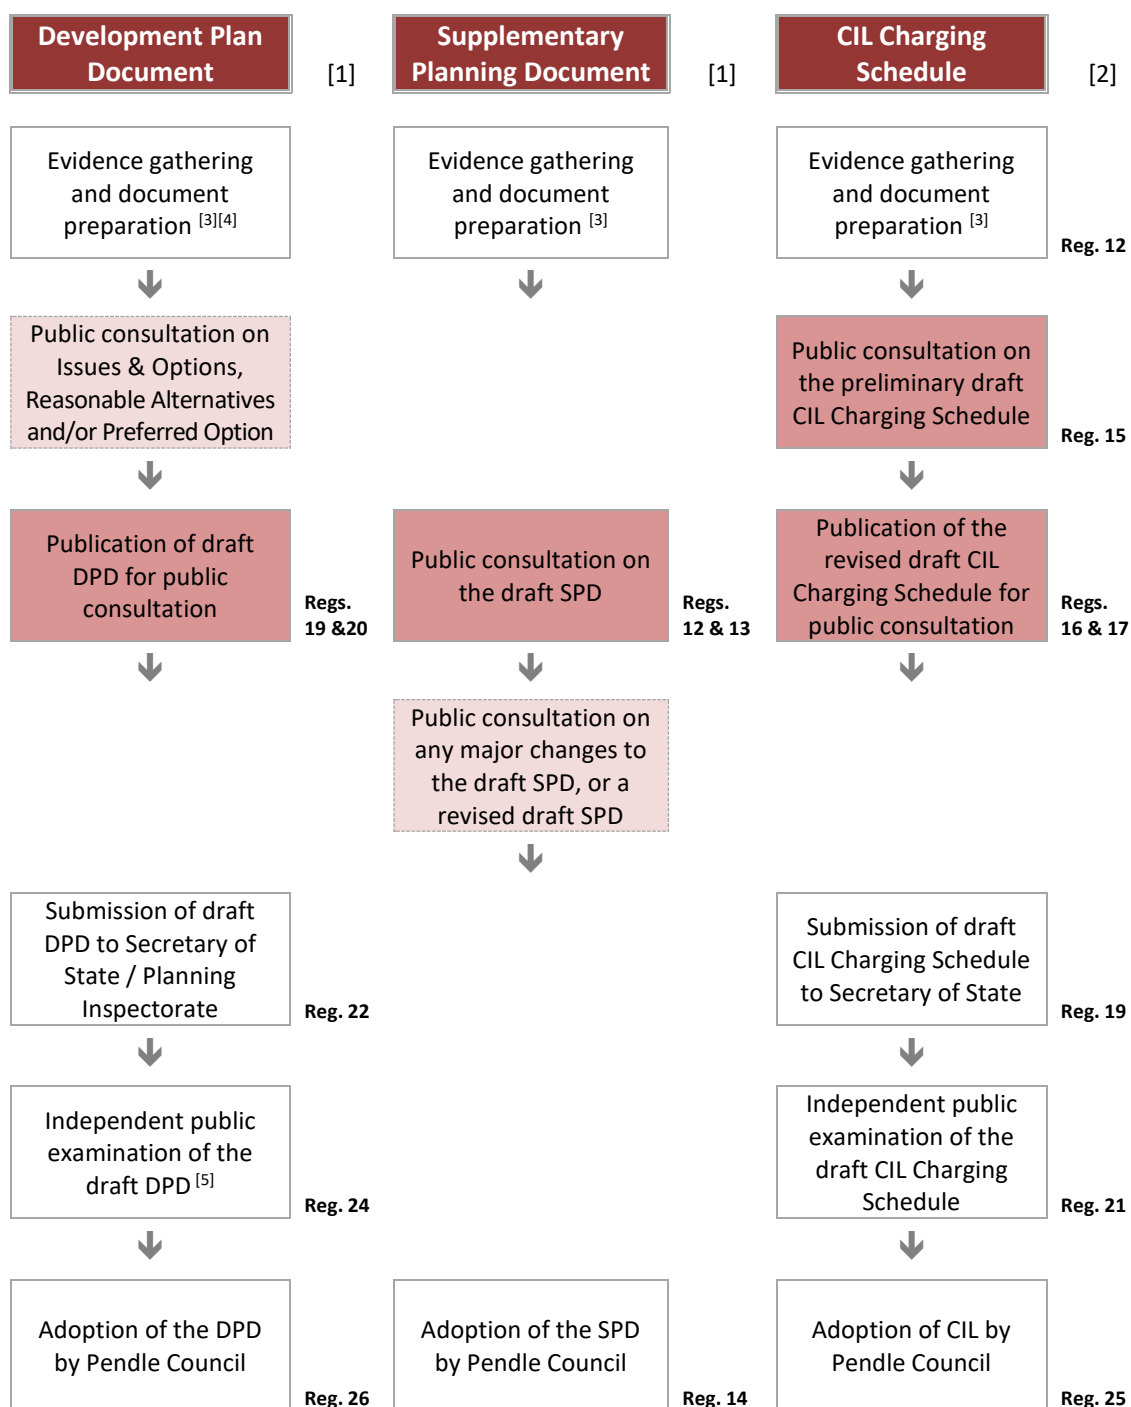 Development Plan
Document
[1]
Supplementary
Planning Document
[1]
CIL Charging
Schedule
[2]
Evidence gathering
and document
preparation [3][4]
Evidence gathering
and document
preparation [3]
Evidence gathering
and document
preparation [3]
Reg. 12
Public consultation on
Issues & Options,
Reasonable Alternatives
and/or Preferred Option
Public consultation on
the preliminary draft
CIL Charging Schedule
Reg. 15
Publication of draft
DPD for public
consultation
Regs.
19 &20
Public consultation on
the draft SPD
Regs.
12 & 13
Publication of the
revised draft CIL
Charging Schedule for
public consultation
Regs.
16 & 17
Public consultation on
any major changes to
the draft SPD, or a
revised draft SPD
Submission of draft
DPD to Secretary of
State / Planning
Inspectorate
Reg. 22
Submission of draft
CIL Charging Schedule
to Secretary of State
Reg. 19
Independent public
examination of the
draft DPD [5]
Reg. 24
Independent public
examination of the
draft CIL Charging
Schedule
Reg. 21
Adoption of the DPD
by Pendle Council
Reg. 26
Adoption of the SPD
by Pendle Council
Reg. 14
Adoption of CIL by
Pendle Council
Reg. 25